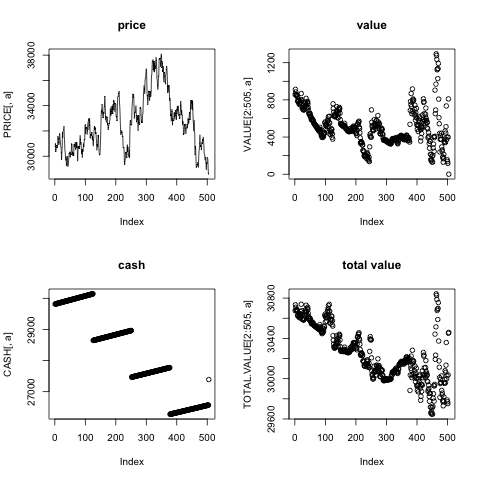 price
PRICE[, a]
30000 34000 38000
0 100 200 300 400 500
Index
value
VALUE[2:505, a]
0 400 800 1200
0 100 200 300 400 500
Index
cash
CASH[, a]
27000 29000
0 100 200 300 400 500
Index
total value
TOTAL.VALUE[2:505, a]
29600 30000 30400 30800
0 100 200 300 400 500
Index